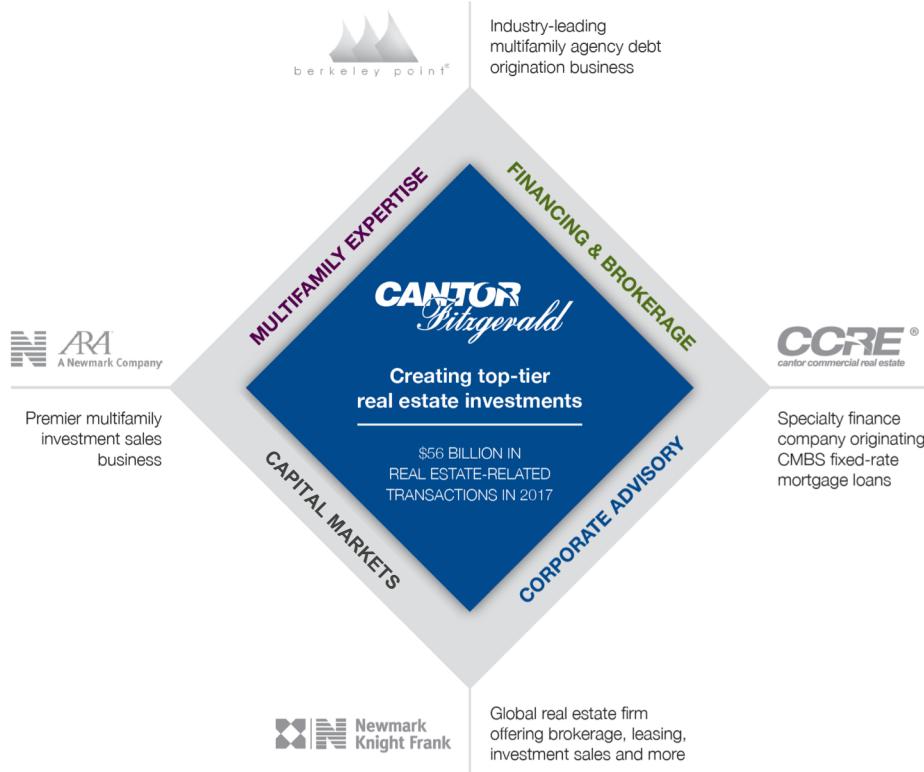 berkeley point®
Industry-leading
multifamily agency debt
origination business
MULTIFAMILY EXPERTISE
FINANCING & BROKERAGE
CANTOR
Fitzgerald
Creating top-tier
real estate investments
$56 BILLION IN
REAL ESTATE-RELATED
TRANSACTIONS IN 2017
N ARA
A Newmark Company
Premier multifamily
investment sales
business
CCRE®
cantor commercial real estate
Specialty finance
company originating
CMBS fixed-rate
mortgage loans
CAPITAL MARKETS
CORPORATE ADVISORY
N Newmark
Knight Frank
Global real estate firm
offering brokerage, leasing,
investment sales and more